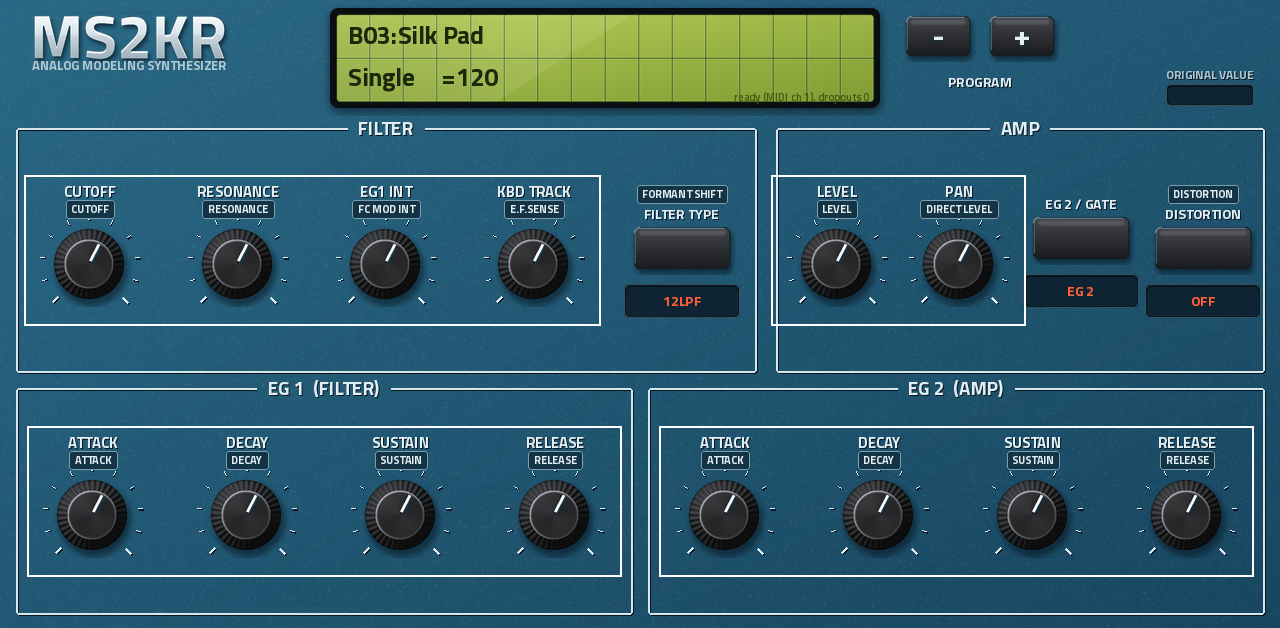 MS2KR
ANALOG MODELING SYNTHESIZER
B03:Silk Pad
Single =120
ready (MIDI ch 1), dropouts 0
- +
PROGRAM
ORIGINAL VALUE
FILTER
CUTOFF RESONANCE EG1 INT KBD TRACK
CUTOFF RESONANCE FC MOD INT E.F.SENSE
FORMANT SHIFT
FILTER TYPE
12LPF
AMP
LEVEL PAN
LEVEL DIRECT LEVEL
EG 2 / GATE
EG 2
DISTORTION
DISTORTION
OFF
EG 1 (FILTER)
ATTACK DECAY SUSTAIN RELEASE
ATTACK DECAY SUSTAIN RELEASE
EG 2 (AMP)
ATTACK DECAY SUSTAIN RELEASE
ATTACK DECAY SUSTAIN RELEASE